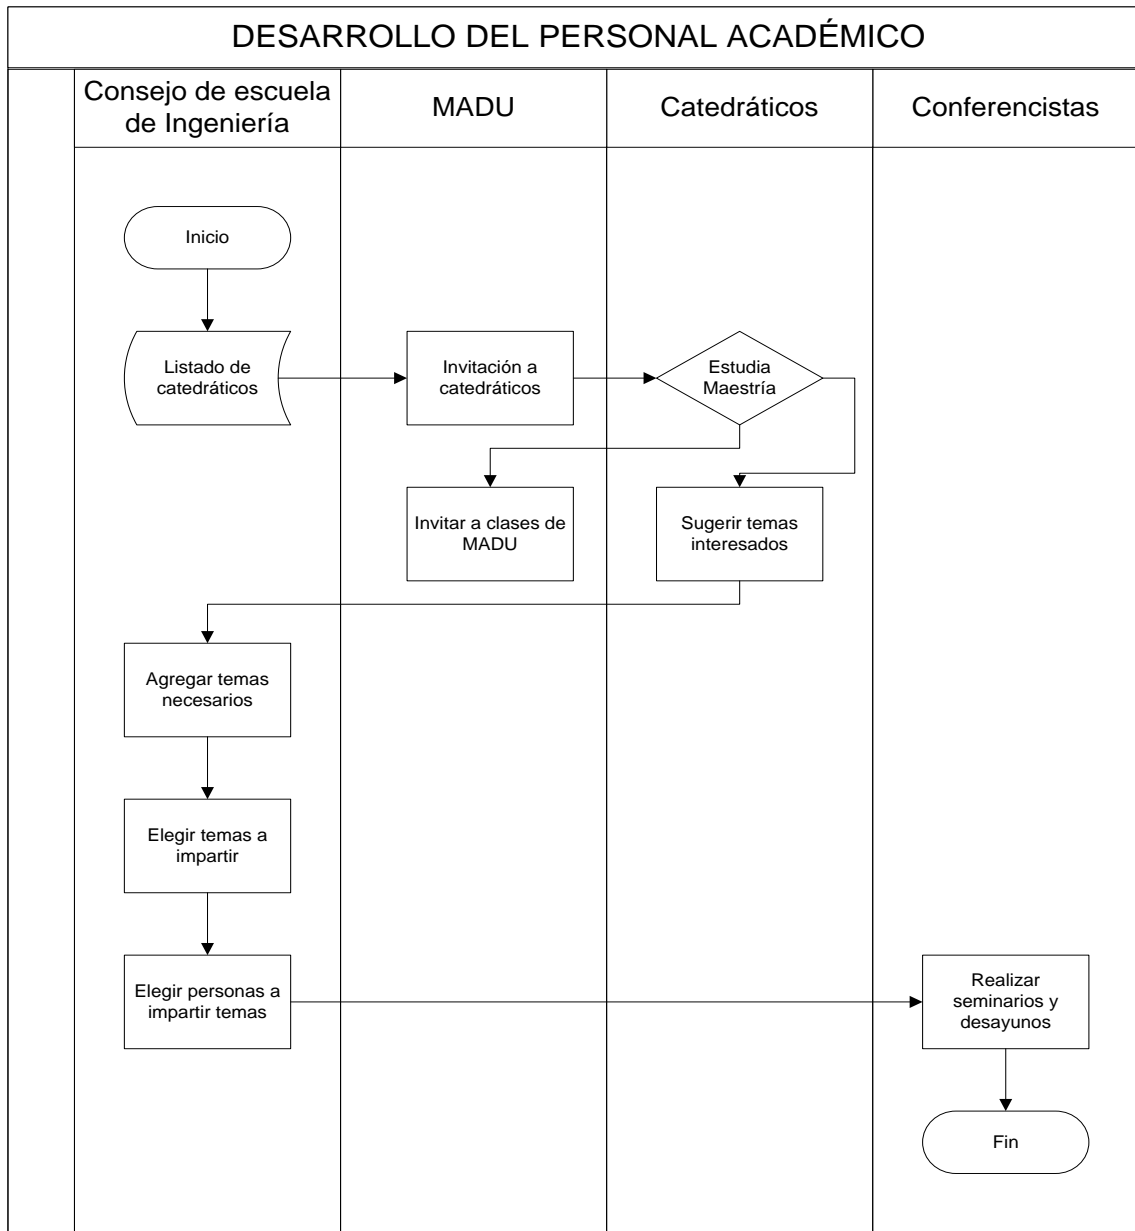 DESARROLLO DEL PERSONAL ACADÉMICO
Consejo de escuela
de Ingeniería
MADU
Catedráticos
Conferencistas
Inicio
Listado de
catedráticos
Invitación a
catedráticos
Estudia
Maestría
Invitar a clases de
MADU
Sugerir temas
interesados
Agregar temas
necesarios
Elegir temas a
impartir
Elegir personas a
impartir temas
Realizar
seminarios y
desayunos
Fin